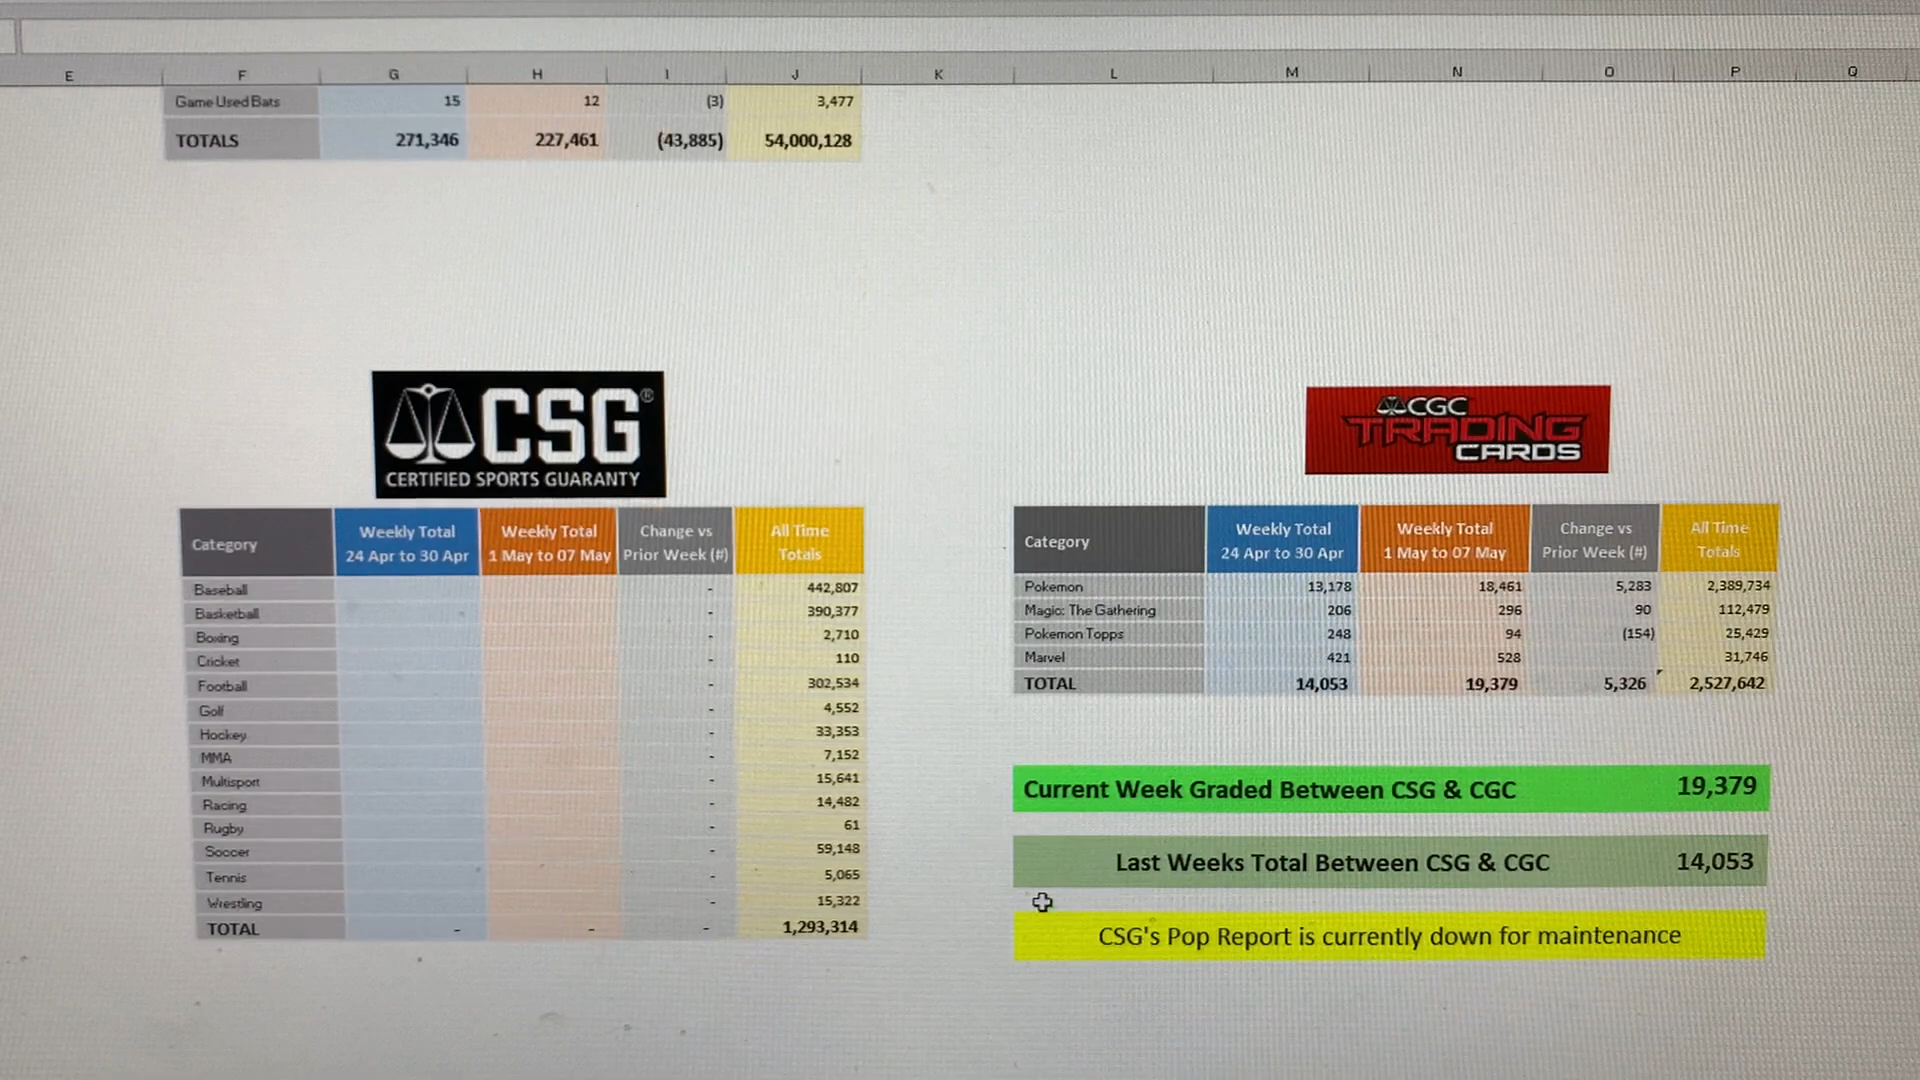 E F G H I J K L M N O P Q
Game Used Bats 15 12 (3) 3,477
TOTALS 271,346 227,461 (43,885) 54,000,128
CSG®
CERTIFIED SPORTS GUARANTY
CGC
TRADING
CARDS
Category Weekly Total 24 Apr to 30 Apr Weekly Total 1 May to 07 May Change vs Prior Week (#) All Time Totals
Baseball - 442,807
Basketball - 390,377
Boxing - 2,710
Cricket - 110
Football - 302,534
Golf - 4,552
Hockey - 33,353
MMA - 7,152
Multisport - 15,641
Racing - 14,482
Rugby - 61
Soccer - 59,148
Tennis - 5,065
Wrestling - 15,322
TOTAL - - - 1,293,314
Category Weekly Total 24 Apr to 30 Apr Weekly Total 1 May to 07 May Change vs Prior Week (#) All Time Totals
Pokemon 13,178 18,461 5,283 2,389,734
Magic: The Gathering 206 296 90 112,479
Pokemon Topps 248 94 (154) 25,429
Marvel 421 528 31,746
TOTAL 14,053 19,379 5,326 2,527,642
Current Week Graded Between CSG & CGC 19,379
Last Weeks Total Between CSG & CGC 14,053
CSG's Pop Report is currently down for maintenance